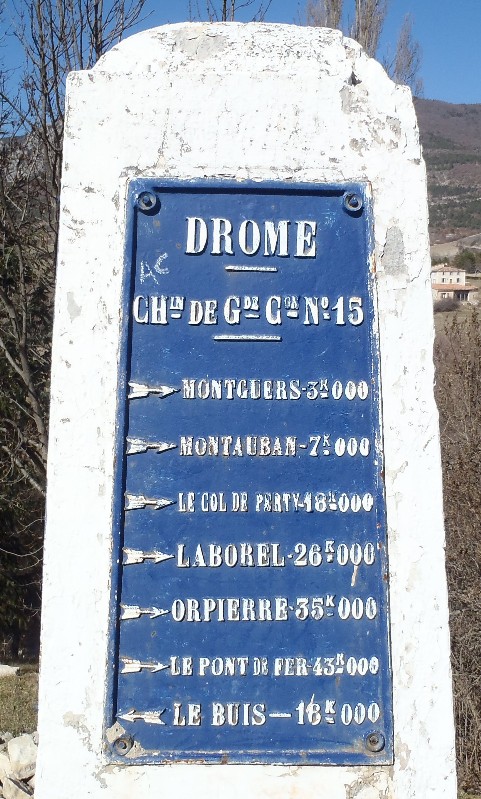 DROME
AC
CHIN DE GDE CON No. 15
MONTGUERS-3K000
MONTAUBAN-7K000
LE COL DE PERTY-18K000
LABOREL-26K000
ORPIERRE-35K000
LE PONT DE FER-43K000
LE BUIS-18K000